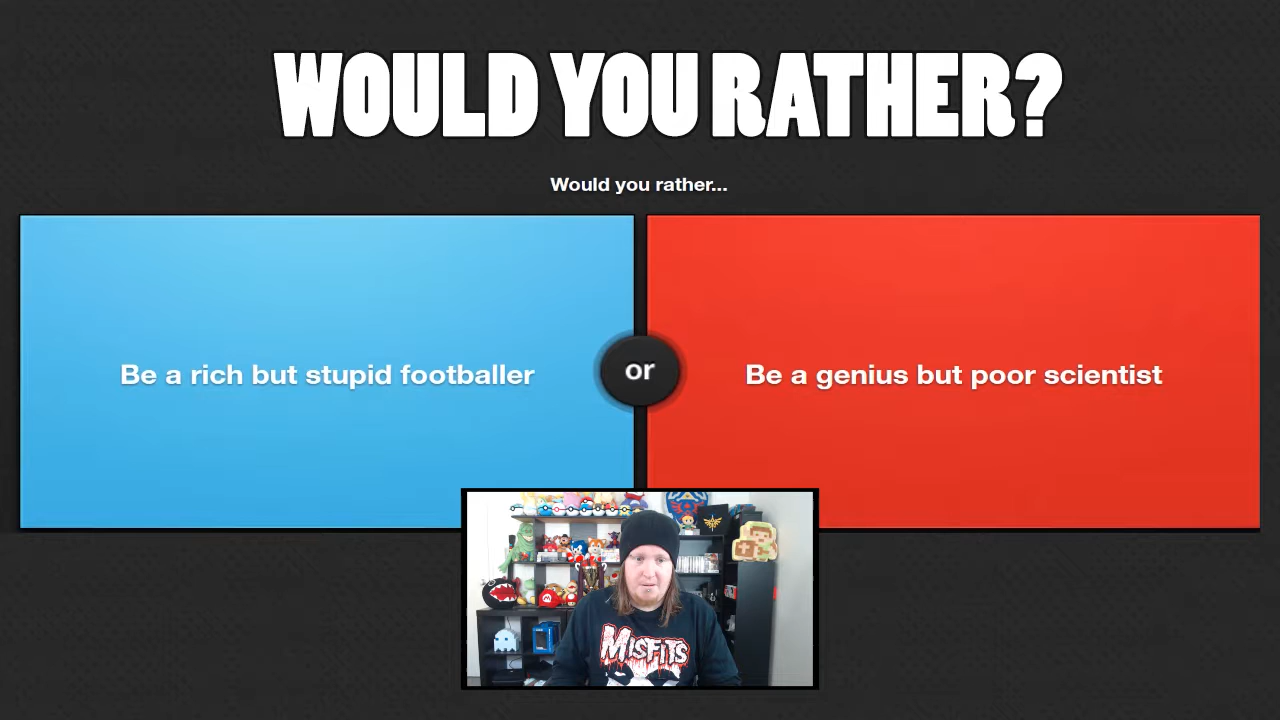 WOULD YOU RATHER?
Would you rather...
Be a rich but stupid footballer
or
Be a genius but poor scientist
MISFITS